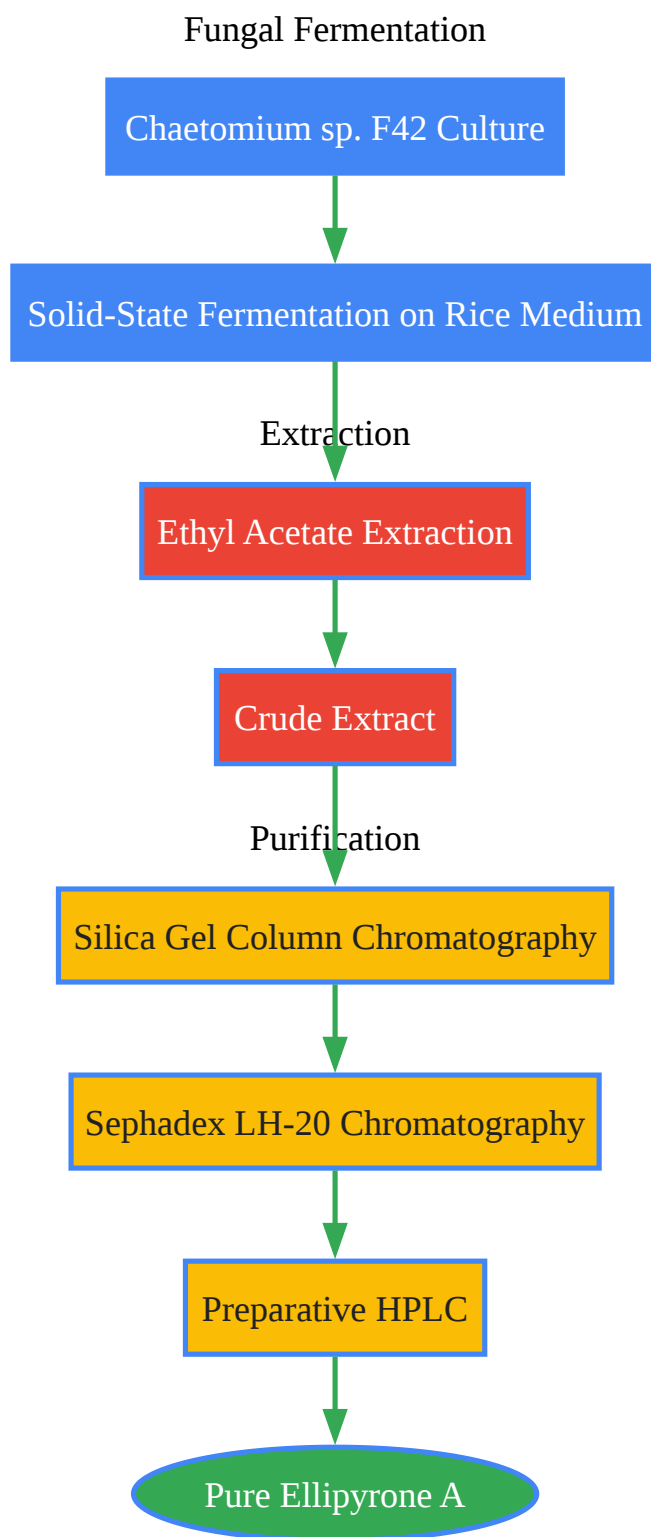 Fungal Fermentation
Chaetomium sp. F42 Culture
Solid-State Fermentation on Rice Medium
Extraction
Ethyl Acetate Extraction
Crude Extract
Purification
Silica Gel Column Chromatography
Sephadex LH-20 Chromatography
Preparative HPLC
Pure Ellipyrone A